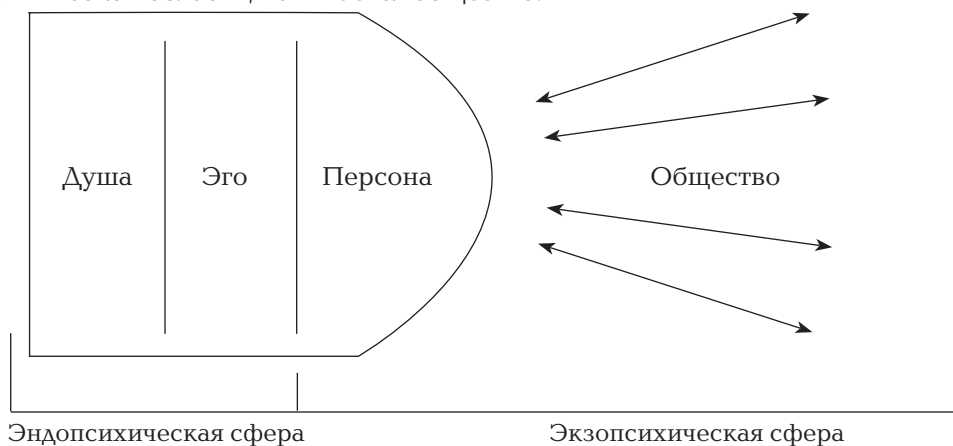 Душа Эго Персона Общество
Эндопсихическая сфера Экзопсихическая сфера